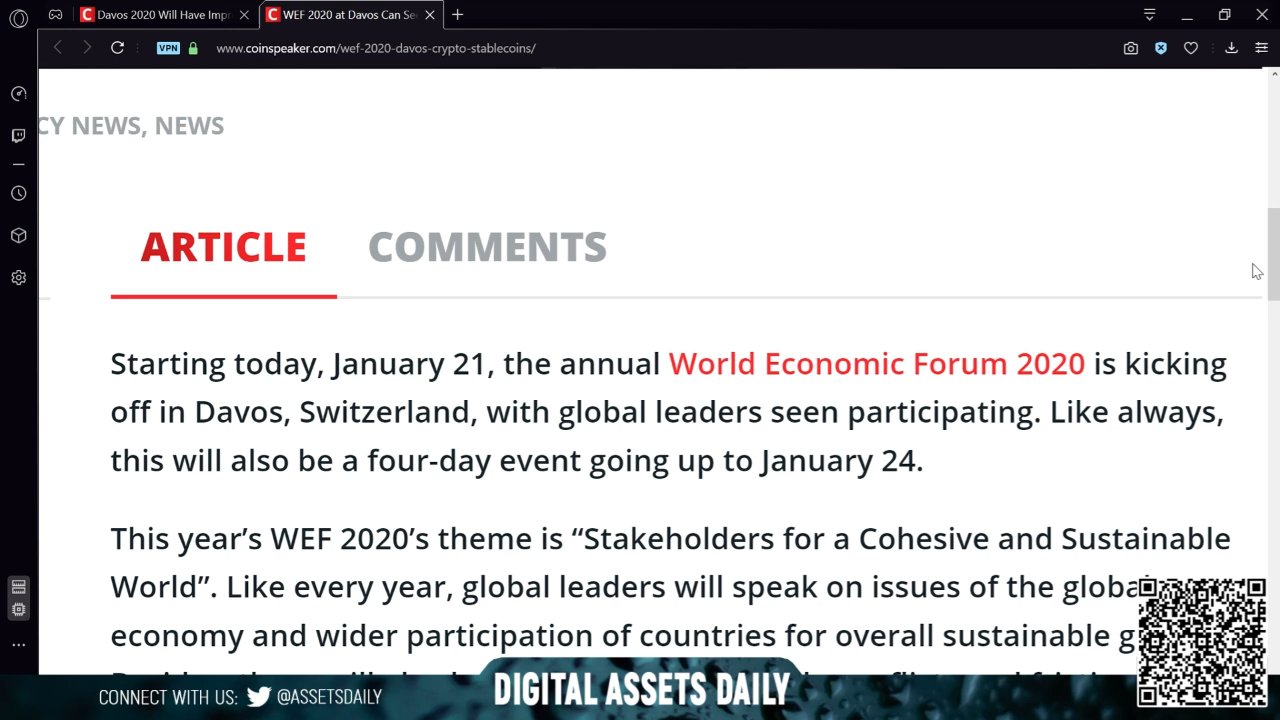 Davos 2020 Will Have Impr
WEF 2020 at Davos Can Se
VPN
www.coinspeaker.com/wef-2020-davos-crypto-stablecoins/
CY NEWS, NEWS
ARTICLE COMMENTS
Starting today, January 21, the annual World Economic Forum 2020 is kicking
off in Davos, Switzerland, with global leaders seen participating. Like always,
this will also be a four-day event going up to January 24.
This year’s WEF 2020’s theme is “Stakeholders for a Cohesive and Sustainable
World”. Like every year, global leaders will speak on issues of the global
economy and wider participation of countries for overall sustainable g
CONNECT WITH US: @ASSETSDAILY
DIGITAL ASSETS DAILY